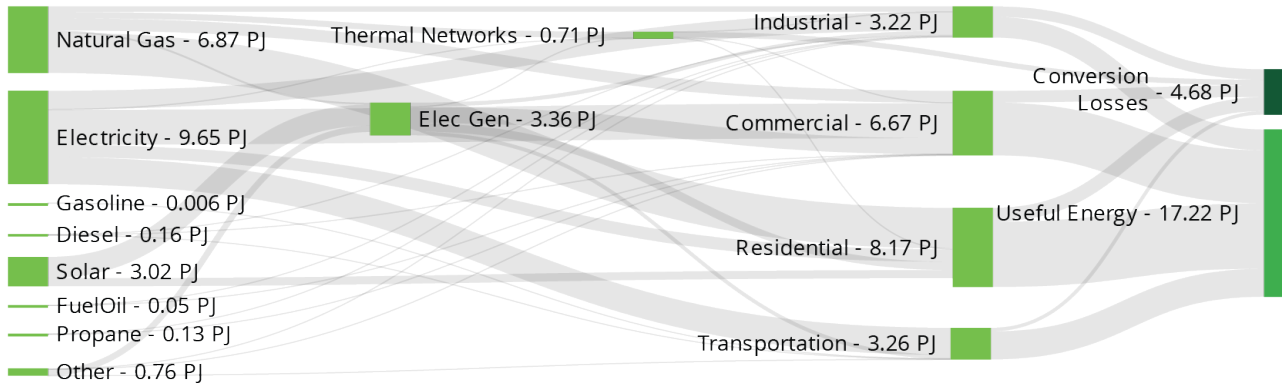 Natural Gas - 6.87 PJ
Electricity - 9.65 PJ
Gasoline - 0.006 PJ
Diesel - 0.16 PJ
Solar - 3.02 PJ
FuelOil - 0.05 PJ
Propane - 0.13 PJ
Other - 0.76 PJ
Elec Gen - 3.36 PJ
Thermal Networks - 0.71 PJ
Industrial - 3.22 PJ
Commercial - 6.67 PJ
Residential - 8.17 PJ
Transportation - 3.26 PJ
Conversion
Losses - 4.68 PJ
Useful Energy - 17.22 PJ